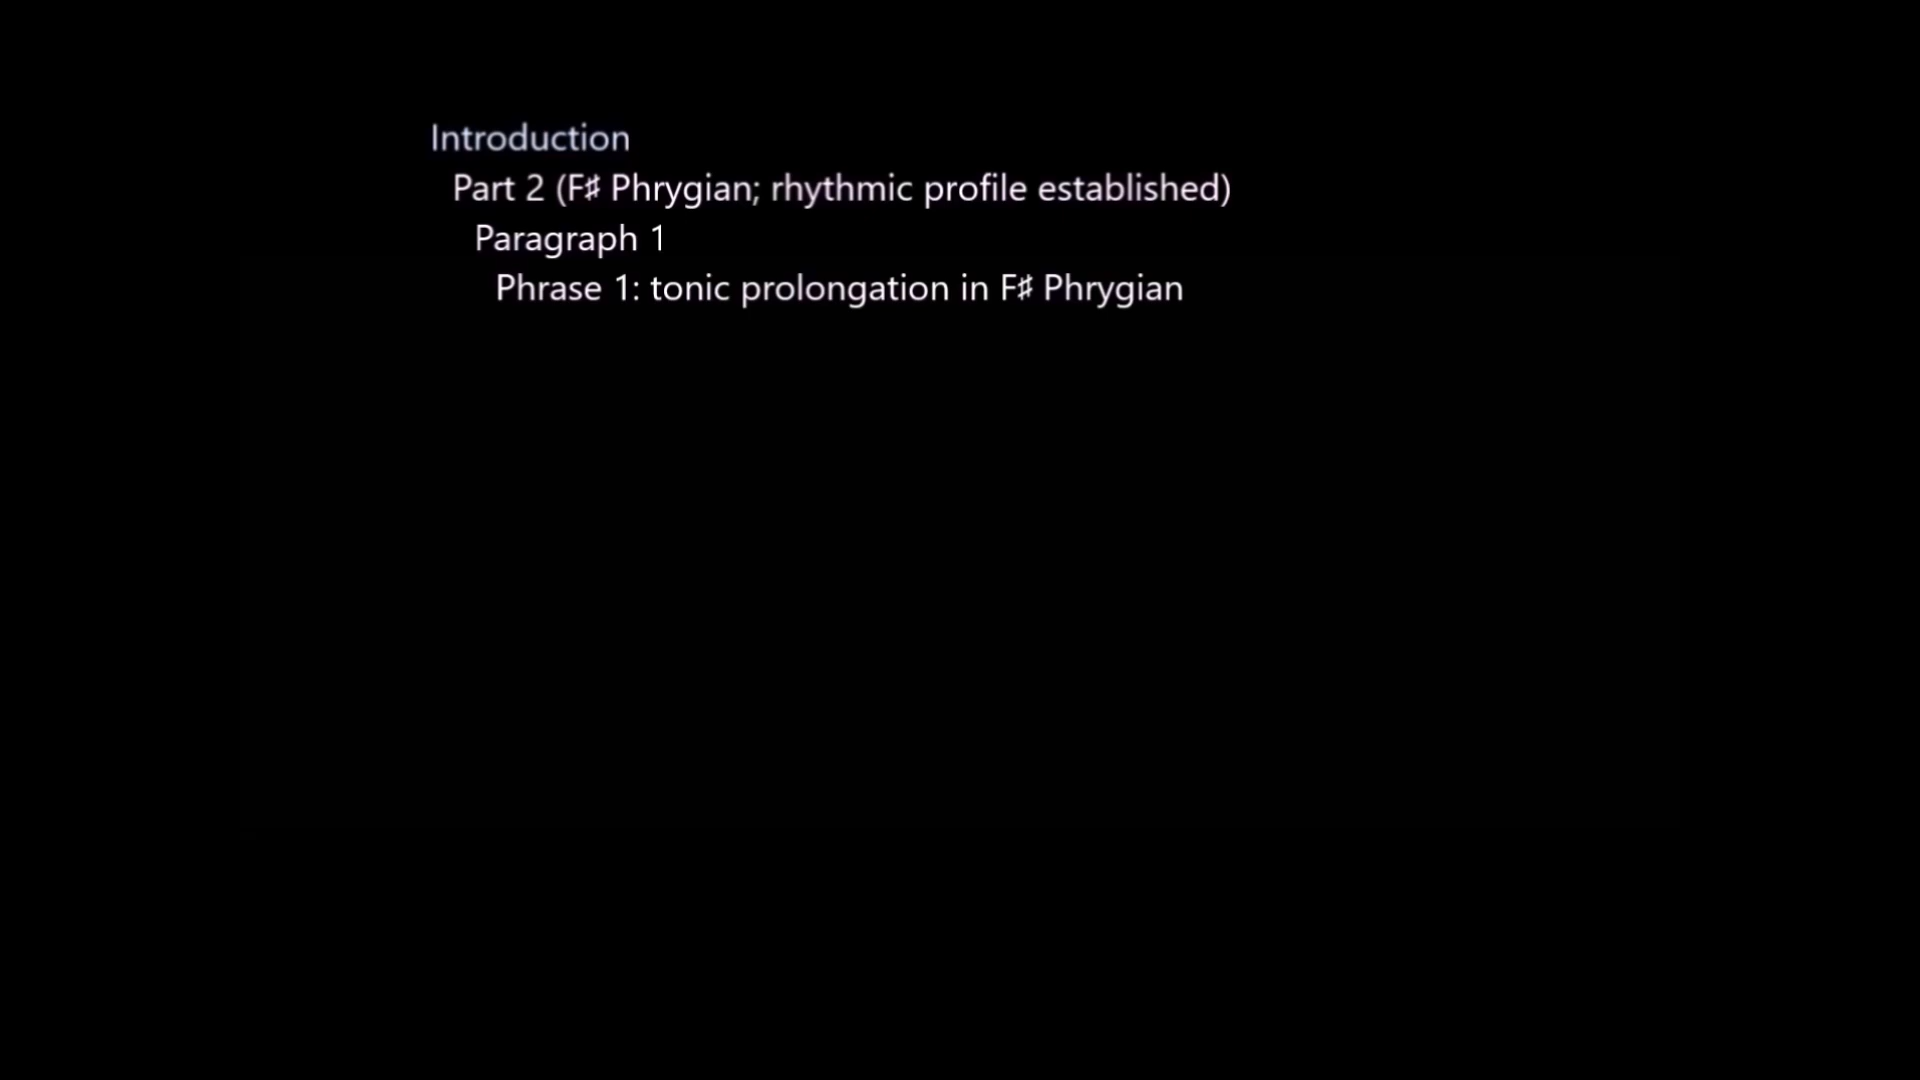 Introduction
Part 2 (F♯ Phrygian; rhythmic profile established)
Paragraph 1
Phrase 1: tonic prolongation in F♯ Phrygian